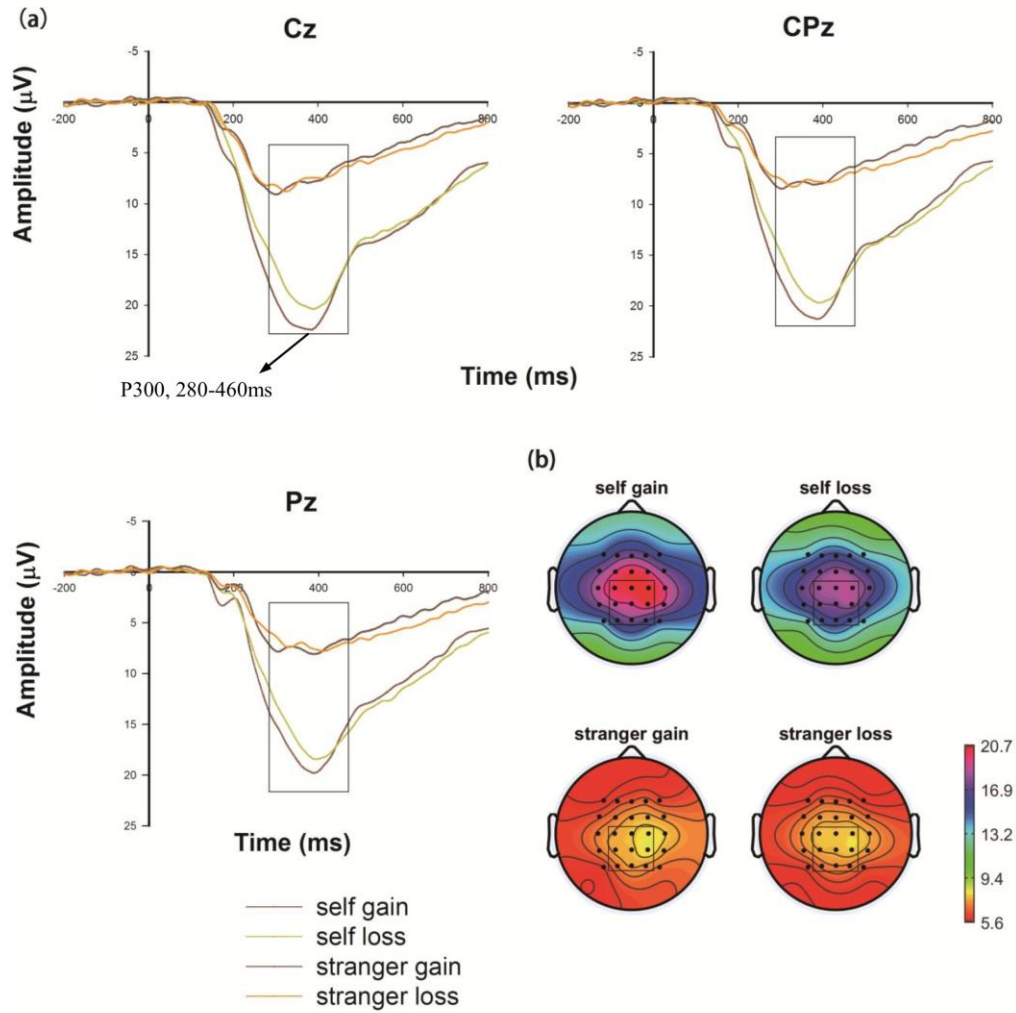 (a)
Cz
CPz
Amplitude (μV)
-5
-200 0 200 400 600 800
5
10
15
20
25
P300, 280-460ms
-5
-200 0 200 400 600 800
5
10
15
20
25
Time (ms)
Pz
Amplitude (μV)
-5
-200 0 200 400 600 800
5
10
15
20
25
Time (ms)
self gain
self loss
stranger gain
stranger loss
(b)
self gain
self loss
stranger gain
stranger loss
20.7
16.9
13.2
9.4
5.6